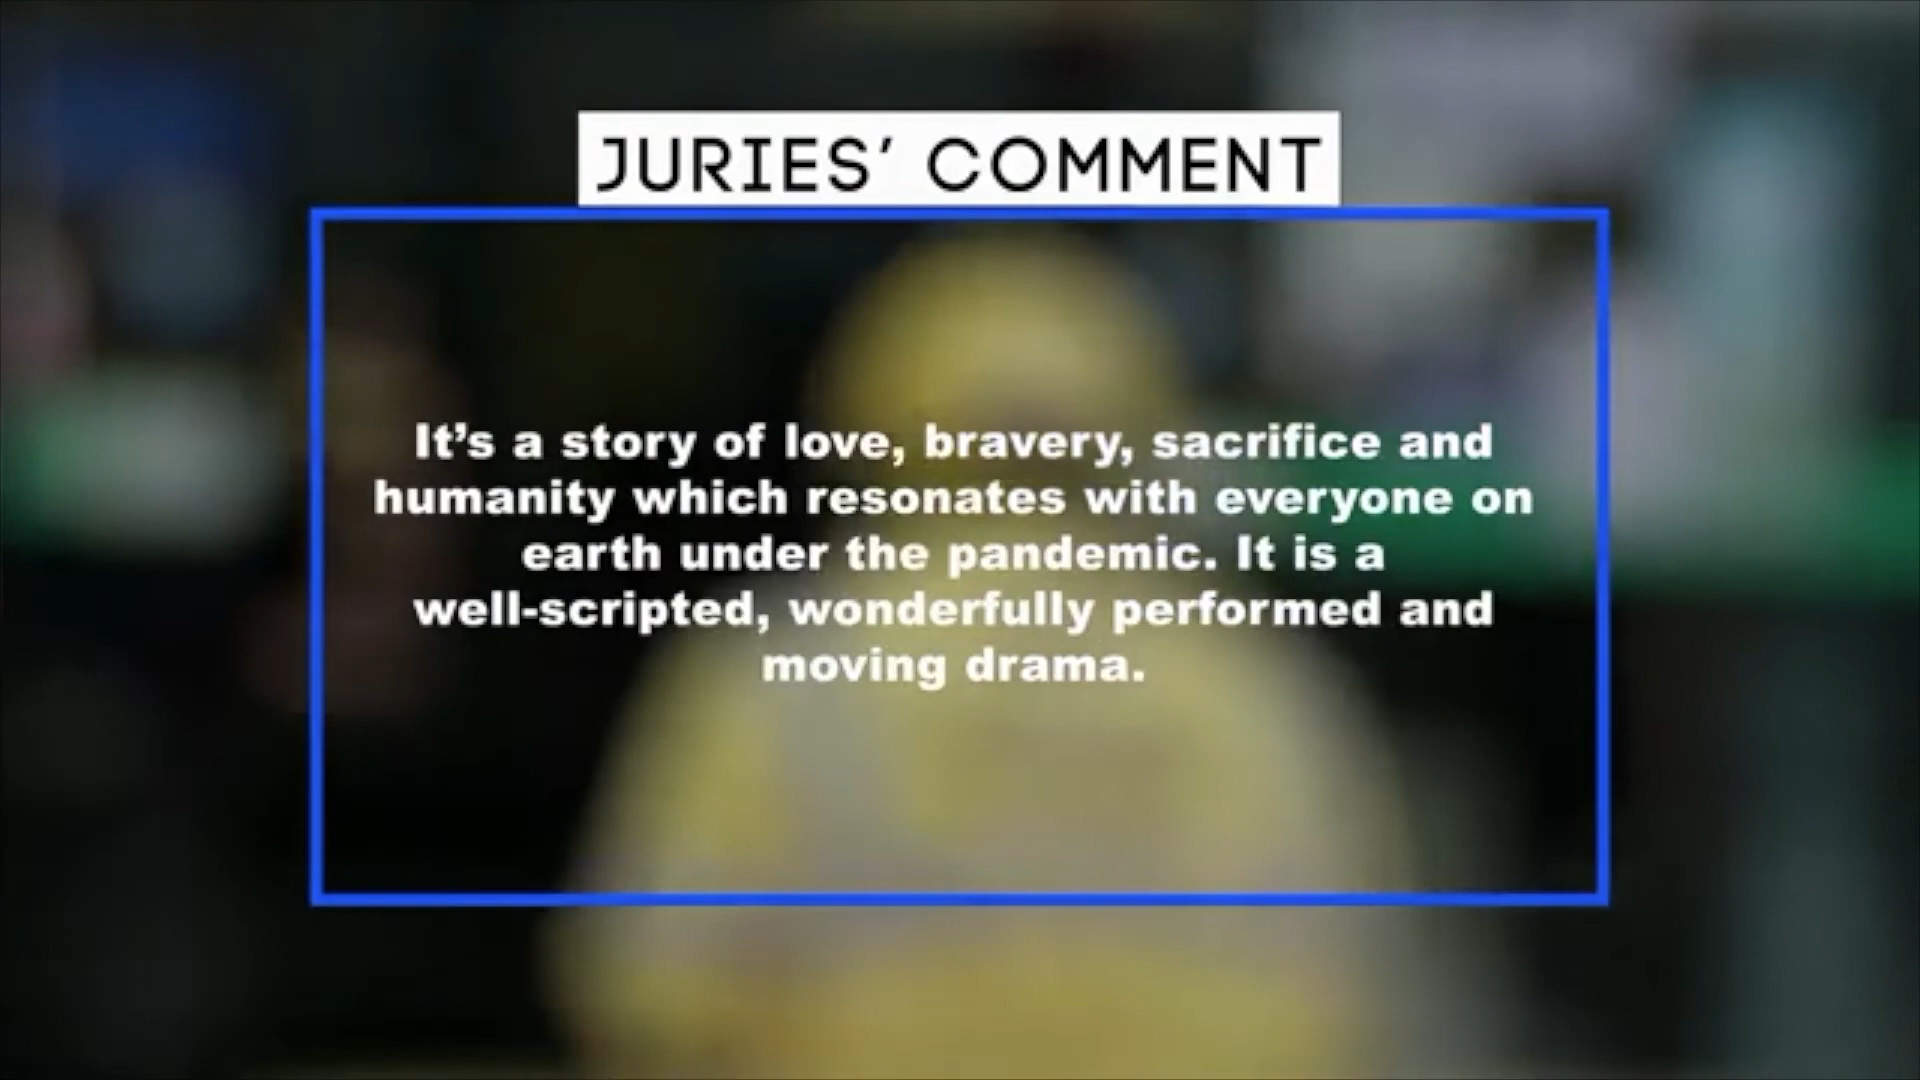 JURIES’ COMMENT
It’s a story of love, bravery, sacrifice and
humanity which resonates with everyone on
earth under the pandemic. It is a
well-scripted, wonderfully performed and
moving drama.